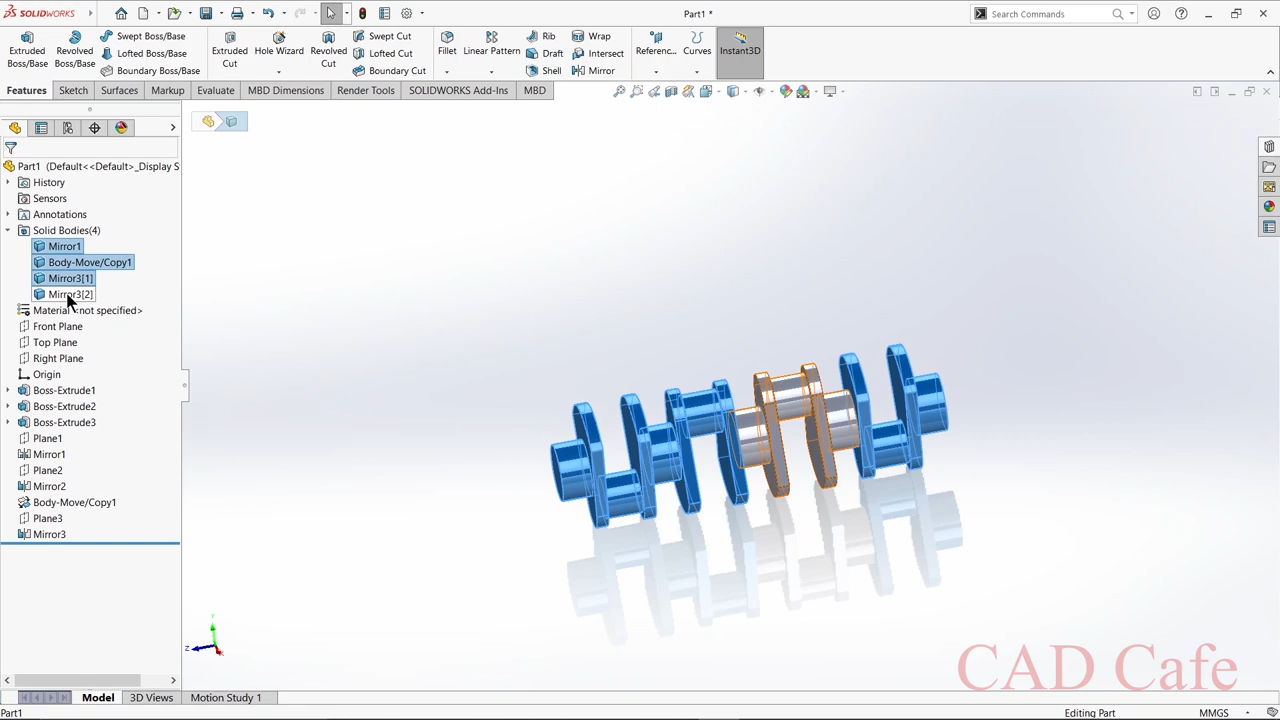 SOLIDWORKS
Part1 *
Search Commands
Extruded Boss/Base
Revolved Boss/Base
Swept Boss/Base
Lofted Boss/Base
Boundary Boss/Base
Extruded Cut
Hole Wizard
Revolved Cut
Swept Cut
Lofted Cut
Boundary Cut
Fillet
Linear Pattern
Rib
Draft
Shell
Wrap
Intersect
Mirror
Referenc...
Curves
Instant3D
Features
Sketch
Surfaces
Markup
Evaluate
MBD Dimensions
Render Tools
SOLIDWORKS Add-Ins
MBD
Part1 (Default<<Default>_Display S
History
Sensors
Annotations
Solid Bodies(4)
Mirror1
Body-Move/Copy1
Mirror3[1]
Mirror3[2]
Material <not specified>
Front Plane
Top Plane
Right Plane
Origin
Boss-Extrude1
Boss-Extrude2
Boss-Extrude3
Plane1
Mirror1
Plane2
Mirror2
Body-Move/Copy1
Plane3
Mirror3
Y
Z
X
CAD Cafe
Model
3D Views
Motion Study 1
Part1
Editing Part
MMGS